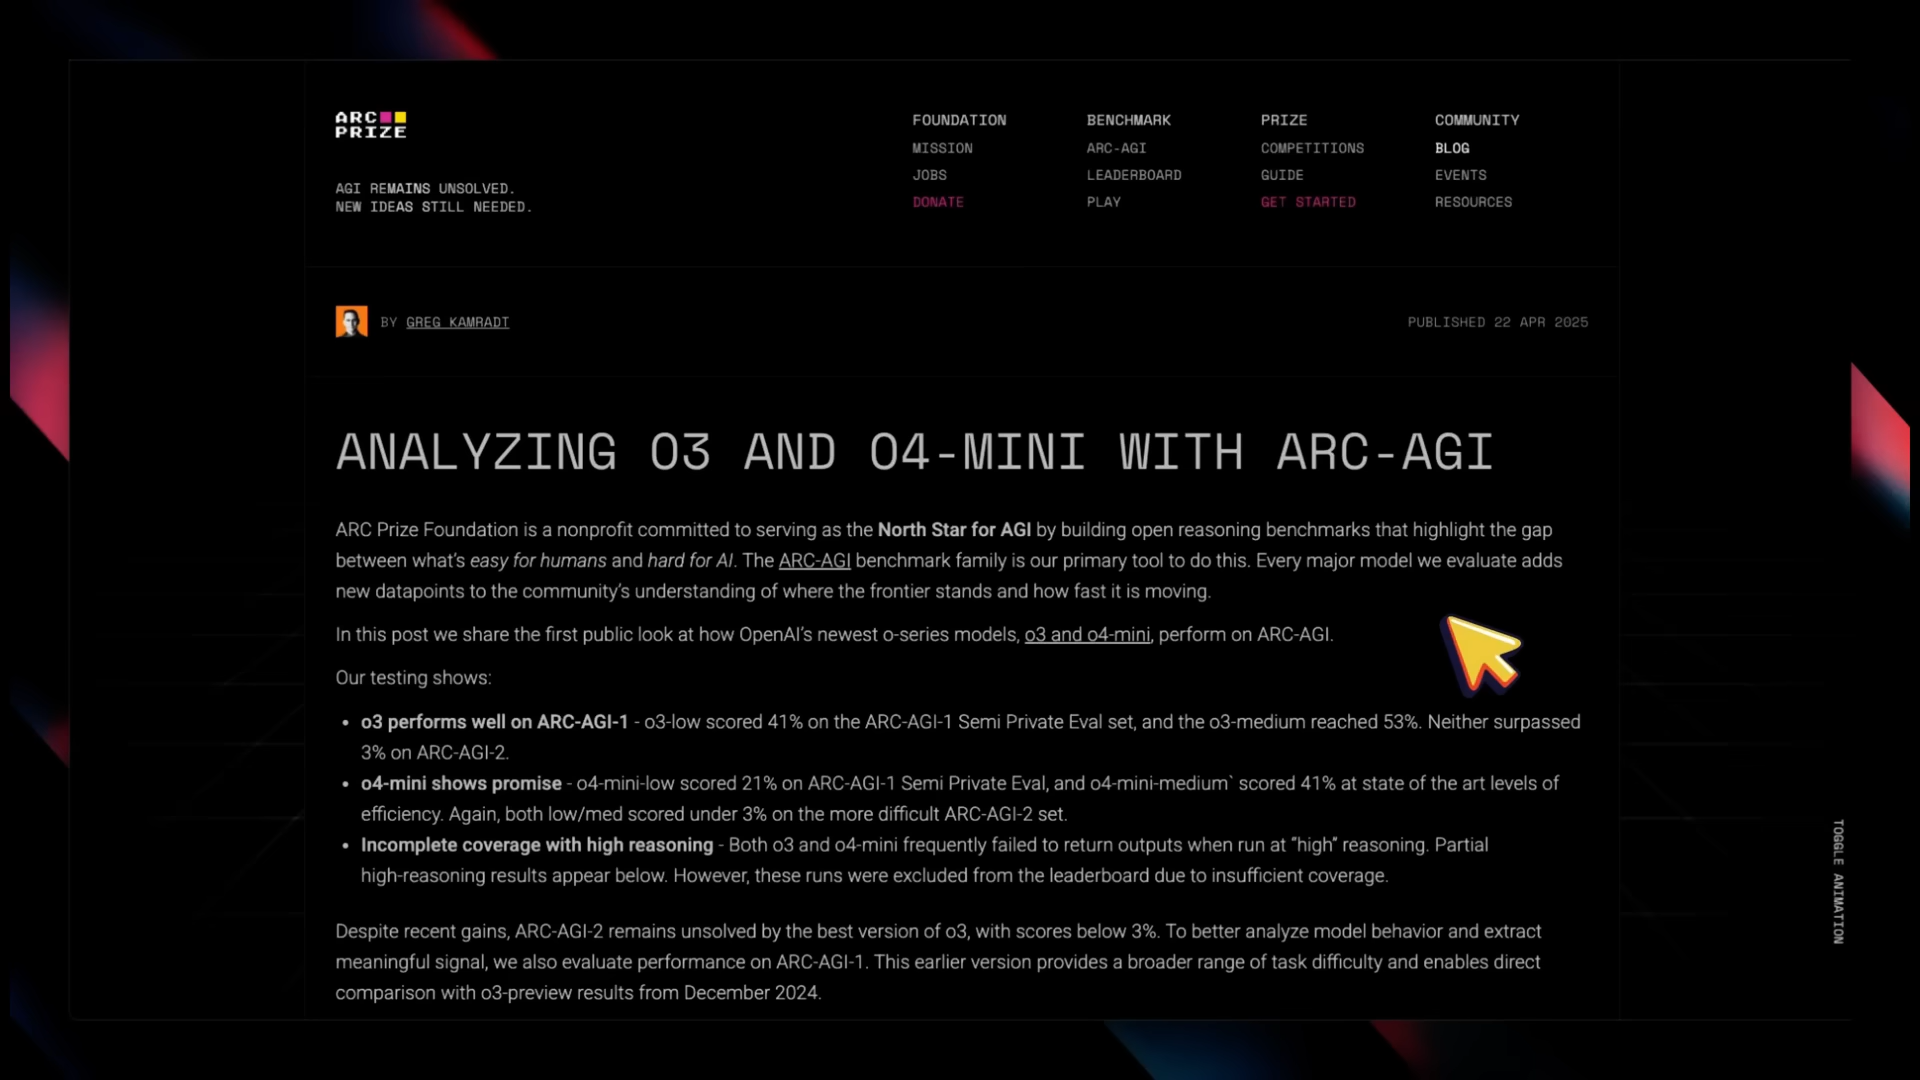 ARC
PRIZE
AGI REMAINS UNSOLVED.
NEW IDEAS STILL NEEDED.
FOUNDATION
MISSION
JOBS
DONATE
BENCHMARK
ARC-AGI
LEADERBOARD
PLAY
PRIZE
COMPETITIONS
GUIDE
GET STARTED
COMMUNITY
BLOG
EVENTS
RESOURCES
BY GREG KAMRADT
PUBLISHED 22 APR 2025
ANALYZING O3 AND O4-MINI WITH ARC-AGI
ARC Prize Foundation is a nonprofit committed to serving as the North Star for AGI by building open reasoning benchmarks that highlight the gap
between what's easy for humans and hard for AI. The ARC-AGI benchmark family is our primary tool to do this. Every major model we evaluate adds
new datapoints to the community's understanding of where the frontier stands and how fast it is moving.
In this post we share the first public look at how OpenAI's newest o-series models, o3 and o4-mini, perform on ARC-AGI.
Our testing shows:
• o3 performs well on ARC-AGI-1 - o3-low scored 41% on the ARC-AGI-1 Semi Private Eval set, and the o3-medium reached 53%. Neither surpassed
3% on ARC-AGI-2.
• o4-mini shows promise - o4-mini-low scored 21% on ARC-AGI-1 Semi Private Eval, and o4-mini-medium` scored 41% at state of the art levels of
efficiency. Again, both low/med scored under 3% on the more difficult ARC-AGI-2 set.
• Incomplete coverage with high reasoning - Both o3 and o4-mini frequently failed to return outputs when run at "high" reasoning. Partial
high-reasoning results appear below. However, these runs were excluded from the leaderboard due to insufficient coverage.
Despite recent gains, ARC-AGI-2 remains unsolved by the best version of o3, with scores below 3%. To better analyze model behavior and extract
meaningful signal, we also evaluate performance on ARC-AGI-1. This earlier version provides a broader range of task difficulty and enables direct
comparison with o3-preview results from December 2024.
TOGGLE ANIMATION